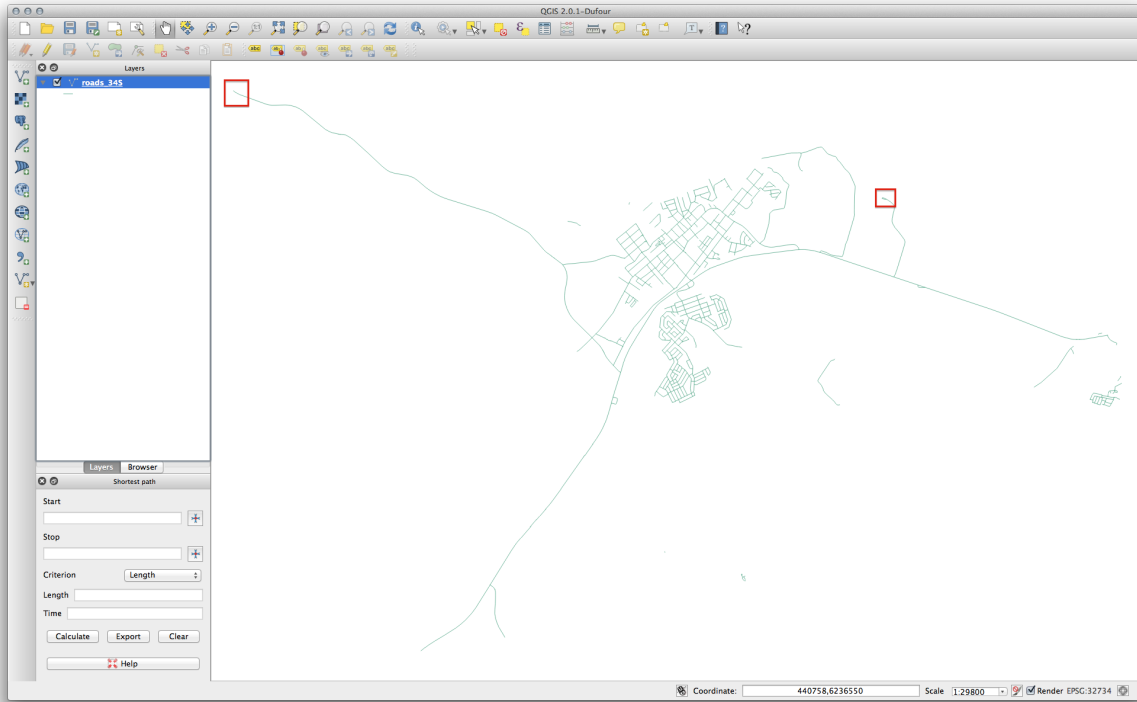 QGIS 2.0.1-Dufour
Layers
roads_345
Layers Browser
Shortest path
Start
Stop
Criterion Length
Length
Time
Calculate Export Clear
Help
Coordinate: 440758,6236550 Scale 1:29800 Render EPSG:32734